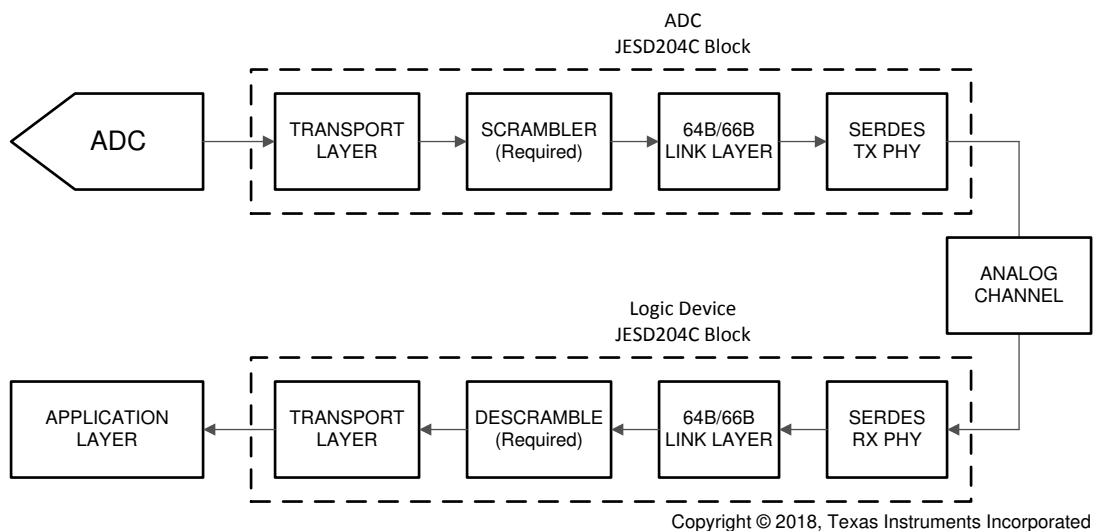 ADC
JESD204C Block
ADC
TRANSPORT
LAYER
SCRAMBLER
(Required)
64B/66B
LINK LAYER
SERDES
TX PHY
ANALOG
CHANNEL
Logic Device
JESD204C Block
APPLICATION
LAYER
TRANSPORT
LAYER
DESCRAMBLE
(Required)
64B/66B
LINK LAYER
SERDES
RX PHY
Copyright © 2018, Texas Instruments Incorporated